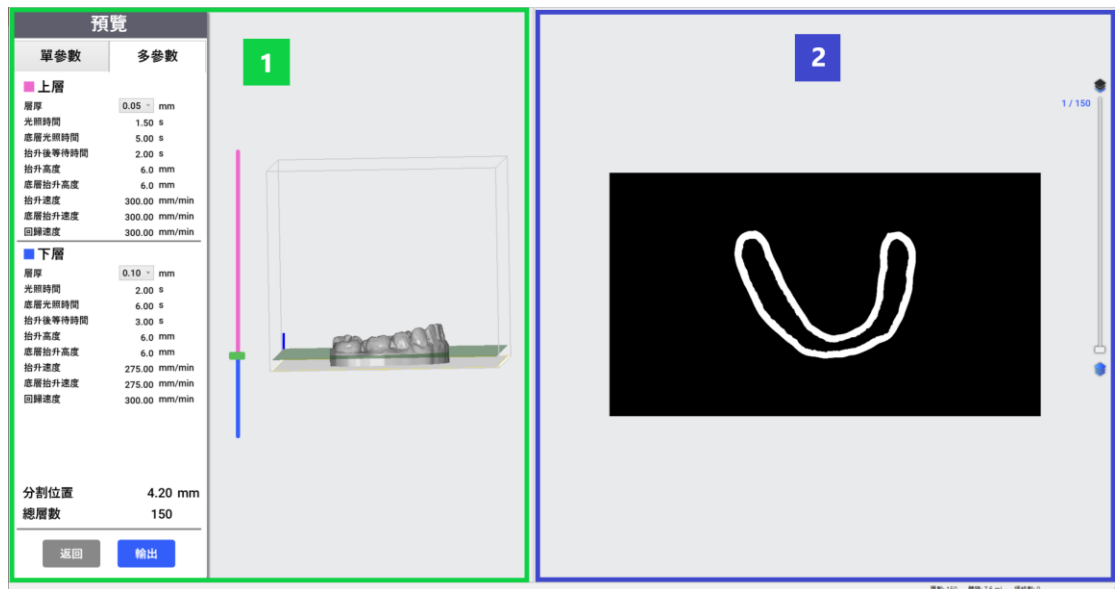 預覽
單參數 多參數
上層
層厚 0.05 mm
光照時間 1.50 s
底層光照時間 5.00 s
抬升後等待時間 2.00 s
抬升高度 6.0 mm
底層抬升高度 6.0 mm
抬升速度 300.00 mm/min
底層抬升速度 300.00 mm/min
回歸速度 300.00 mm/min
下層
層厚 0.10 mm
光照時間 2.00 s
底層光照時間 6.00 s
抬升後等待時間 3.00 s
抬升高度 6.0 mm
底層抬升高度 6.0 mm
抬升速度 275.00 mm/min
底層抬升速度 275.00 mm/min
回歸速度 300.00 mm/min
分割位置 4.20 mm
總層數 150
返回 輸出
1
2
1 / 150